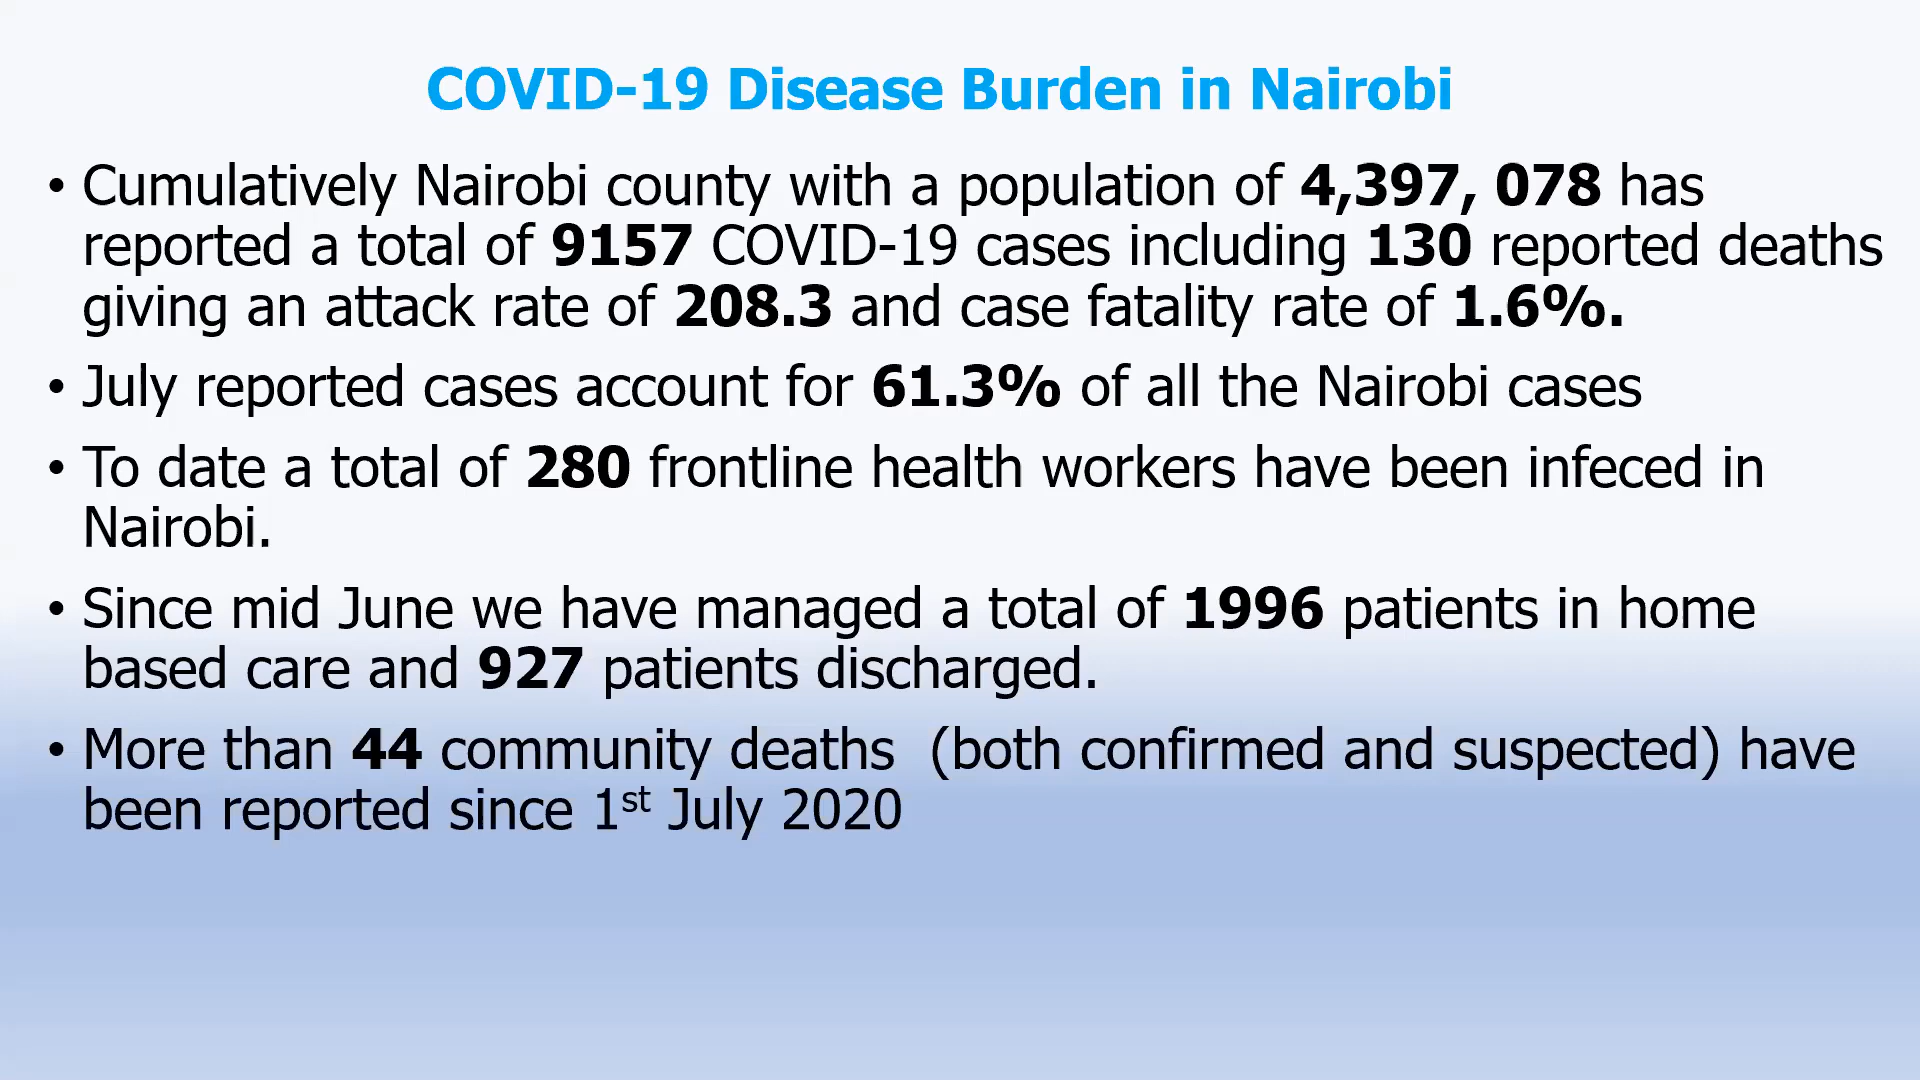 COVID-19 Disease Burden in Nairobi
• Cumulatively Nairobi county with a population of 4,397, 078 has
reported a total of 9157 COVID-19 cases including 130 reported deaths
giving an attack rate of 208.3 and case fatality rate of 1.6%.
• July reported cases account for 61.3% of all the Nairobi cases
• To date a total of 280 frontline health workers have been infeced in
Nairobi.
• Since mid June we have managed a total of 1996 patients in home
based care and 927 patients discharged.
• More than 44 community deaths  (both confirmed and suspected) have
been reported since 1st July 2020